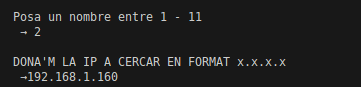 Posa un nombre entre 1 - 11
→ 2
DONA'M LA IP A CERCAR EN FORMAT x.x.x.x
→192.168.1.160